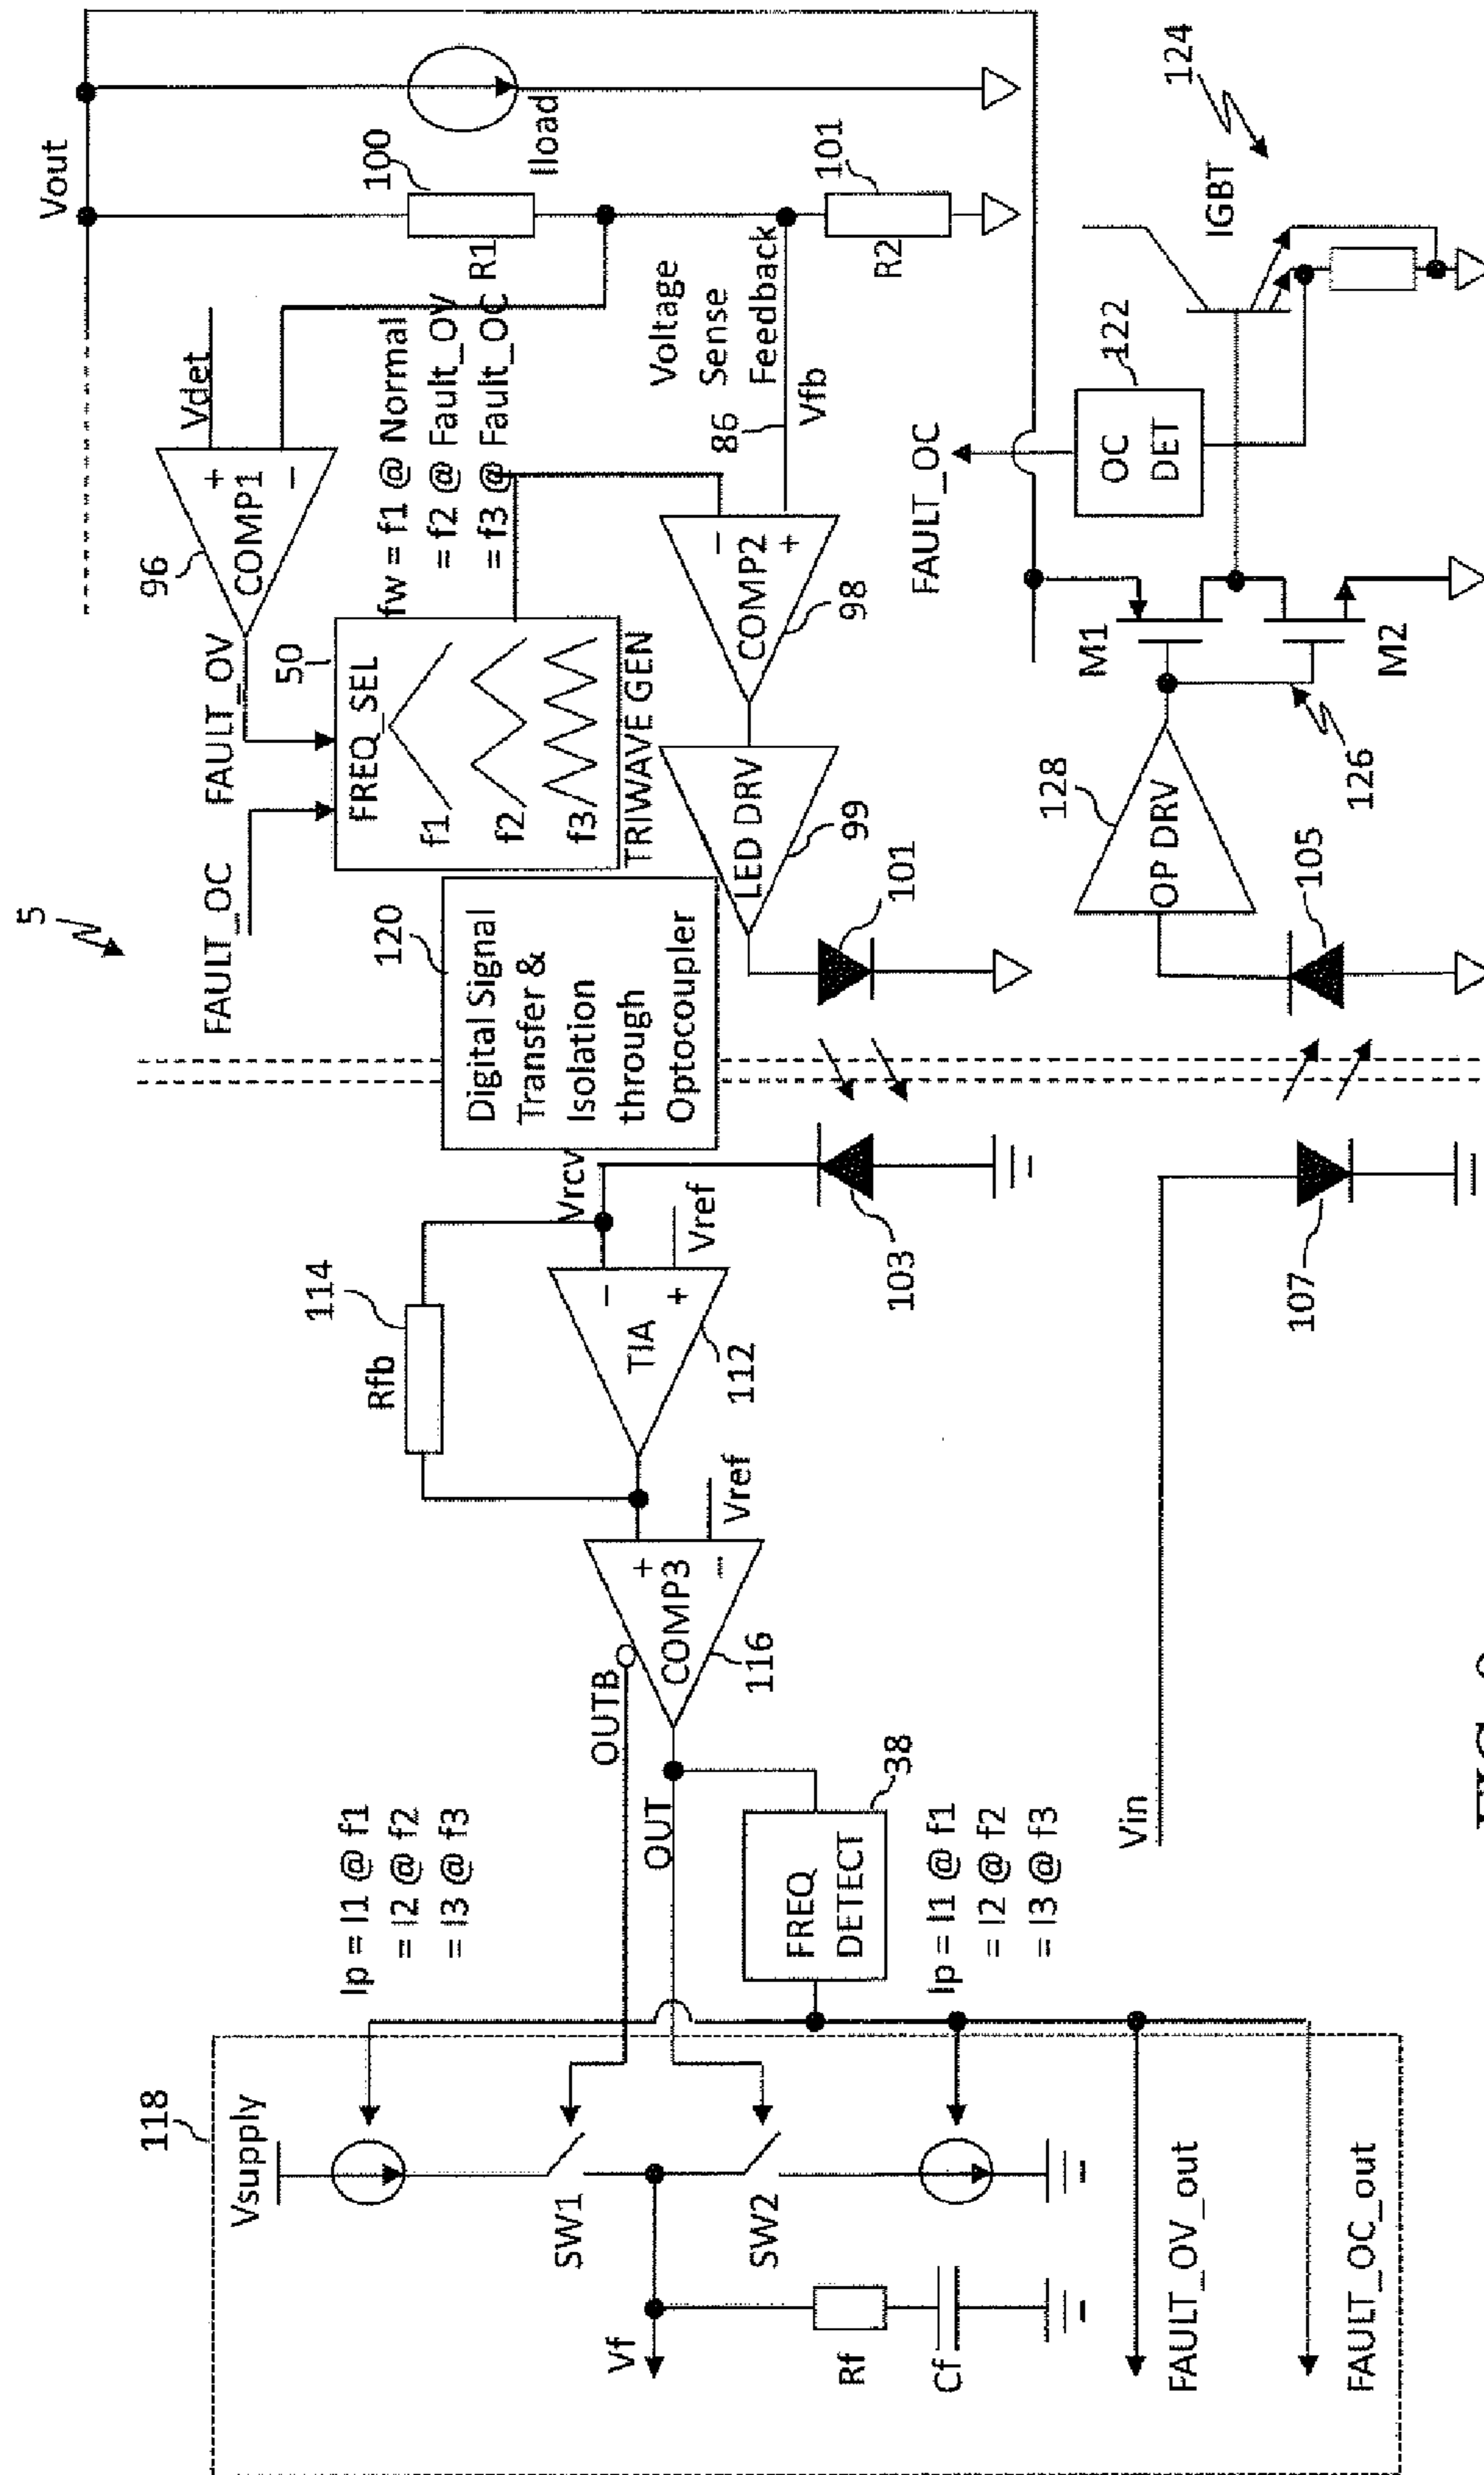 5
118
Vsupply
Ip = I1 @ f1
= I2 @ f2
= I3 @ f3
SW1
SW2
Vf
Rf
Cf
FAULT_OV_out
FAULT_OC_out
OUTB
OUT
COMP3
+
−
116
Vref
FREQ
DETECT
38
Ip = I1 @ f1
= I2 @ f2
= I3 @ f3
Vin
Rfb
114
TIA
−
+
112
Vref
Vrcv
103
107
120
Digital Signal
Transfer &
Isolation
through
Optocoupler
FAULT_OC
FAULT_OV
50
FREQ_SEL
f1
f2
f3
TRIWAVE GEN
fw = f1 @ Normal
= f2 @ Fault_OV
= f3 @ Fault_OC
96
COMP1
+
−
Vdet
Vout
100
R1
Iload
101
R2
Voltage
Sense
Feedback
86
Vfb
COMP2
−
+
98
LED DRV
99
101
105
OP DRV
128
126
M1
M2
FAULT_OC
OC
DET
122
IGBT
124